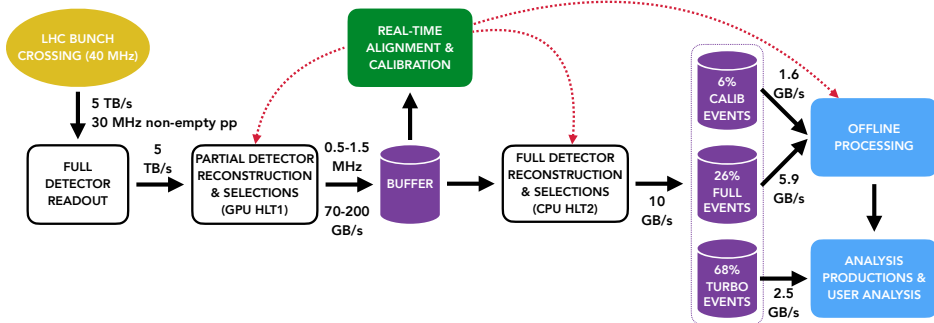 LHC BUNCH
CROSSING (40 MHz)
5 TB/s
30 MHz non-empty pp
FULL
DETECTOR
READOUT
5
TB/s
PARTIAL DETECTOR
RECONSTRUCTION
& SELECTIONS
(GPU HLT1)
0.5-1.5
MHz
70-200
GB/s
REAL-TIME
ALIGNMENT &
CALIBRATION
BUFFER
FULL DETECTOR
RECONSTRUCTION
& SELECTIONS
(CPU HLT2)
10
GB/s
6%
CALIB
EVENTS
26%
FULL
EVENTS
68%
TURBO
EVENTS
1.6
GB/s
5.9
GB/s
2.5
GB/s
OFFLINE
PROCESSING
ANALYSIS
PRODUCTIONS &
USER ANALYSIS